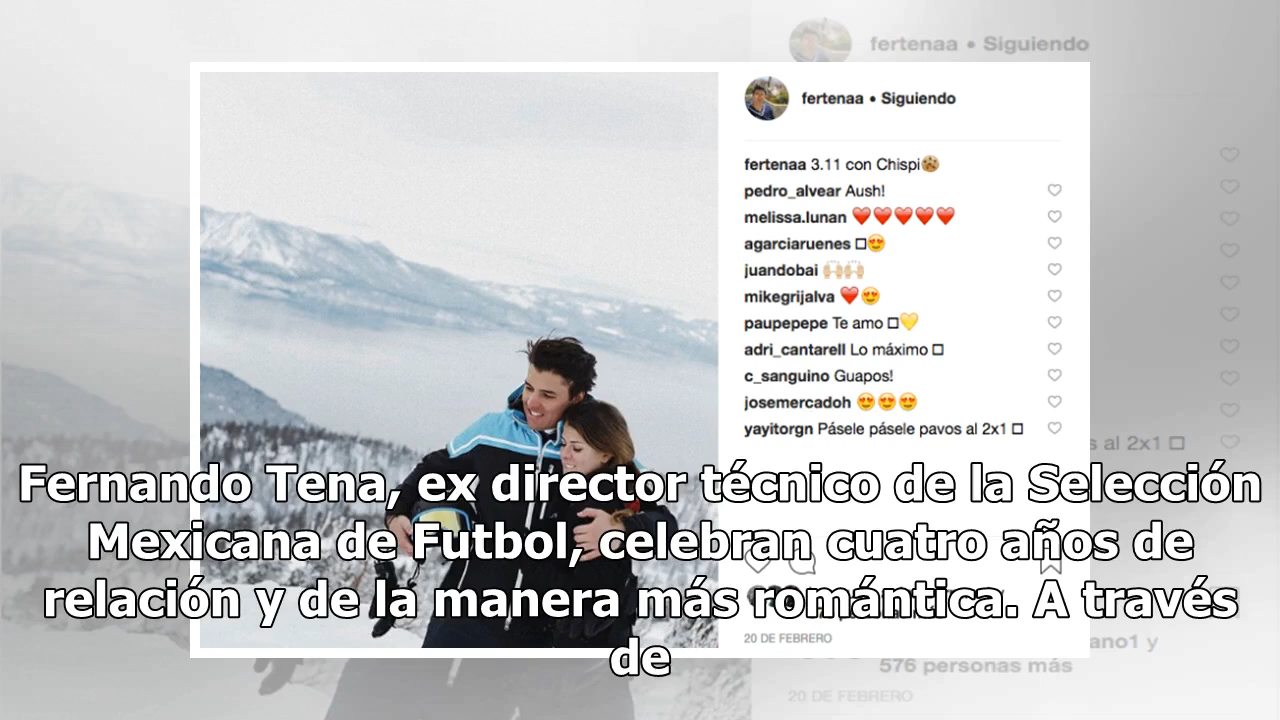 fertenaa • Siguiendo
fertenaa • Siguiendo
fertenaa 3.11 con Chispi🍪
pedro_alvear Aush!
melissa.lunan ❤️❤️❤️❤️❤️
agarciaruenes □😍
juandobai 🙌🏼🙌🏼
mikegrijalva ❤️😍
paupepepe Te amo □💛
adri_cantarell Lo máximo □
c_sanguino Guapos!
josemercadoh 😍😍😍
yayitorgn Pásele pásele pavos al 2x1 □
s al 2x1 □
Fernando Tena, ex director técnico de la Selección
Mexicana de Futbol, celebran cuatro años de
relación y de la manera más romántica. A través
de
20 DE FEBRERO
ano1 y
576 personas más
20 DE FEBRERO